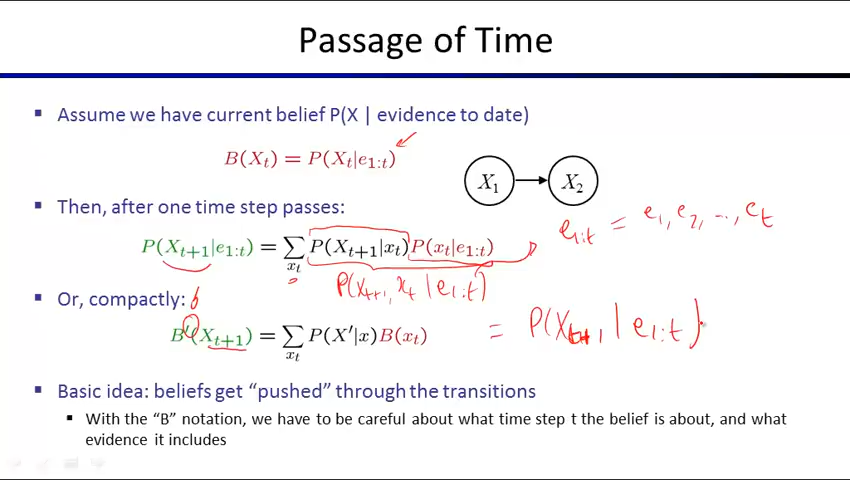 Passage of Time
▪ Assume we have current belief P(X | evidence to date)
B(X_t) = P(X_t|e_{1:t})
X_1 → X_2
▪ Then, after one time step passes:
e_{1:t} = e_1, e_2, ..., e_t
P(X_{t+1}|e_{1:t}) = ∑_{x_t} P(X_{t+1}|x_t)P(x_t|e_{1:t})
P(X_{t+1}, x_t | e_{1:t})
▪ Or, compactly:
B'(X_{t+1}) = ∑_{x_t} P(X'|x)B(x_t) = P(X_{t+1} | e_{1:t})
▪ Basic idea: beliefs get “pushed” through the transitions
▪ With the “B” notation, we have to be careful about what time step t the belief is about, and what
evidence it includes